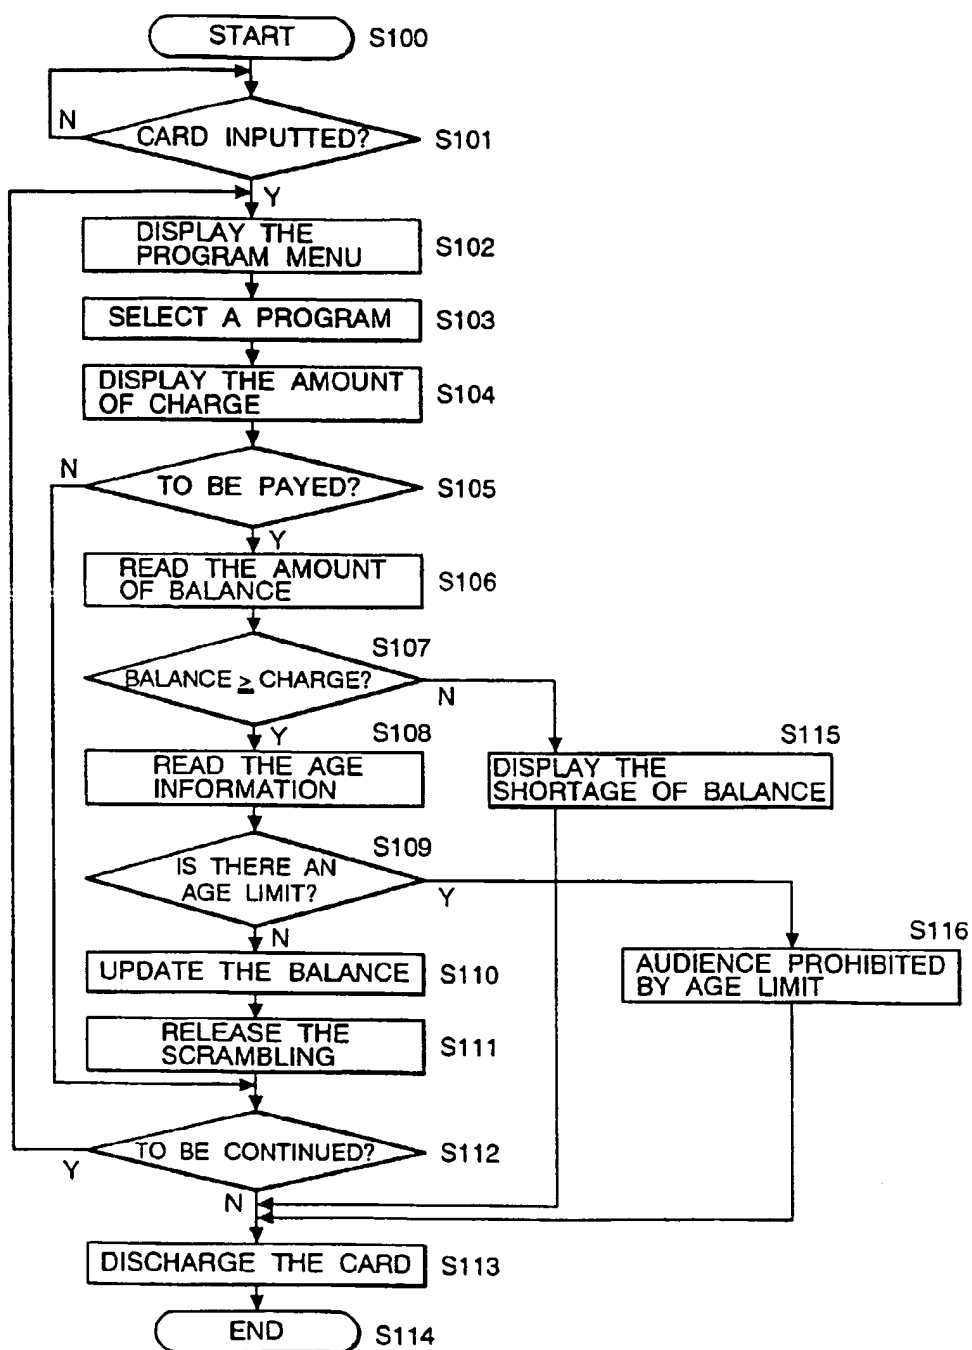 START
S100
N
CARD INPUTTED?
S101
Y
DISPLAY THE
PROGRAM MENU
S102
SELECT A PROGRAM
S103
DISPLAY THE AMOUNT
OF CHARGE
S104
N
TO BE PAYED?
S105
Y
READ THE AMOUNT
OF BALANCE
S106
S107
BALANCE ≥ CHARGE?
N
Y
S108
READ THE AGE
INFORMATION
S115
DISPLAY THE
SHORTAGE OF BALANCE
S109
IS THERE AN
AGE LIMIT?
Y
N
S116
AUDIENCE PROHIBITED
BY AGE LIMIT
UPDATE THE BALANCE
S110
RELEASE THE
SCRAMBLING
S111
TO BE CONTINUED?
S112
Y
N
DISCHARGE THE CARD
S113
END
S114